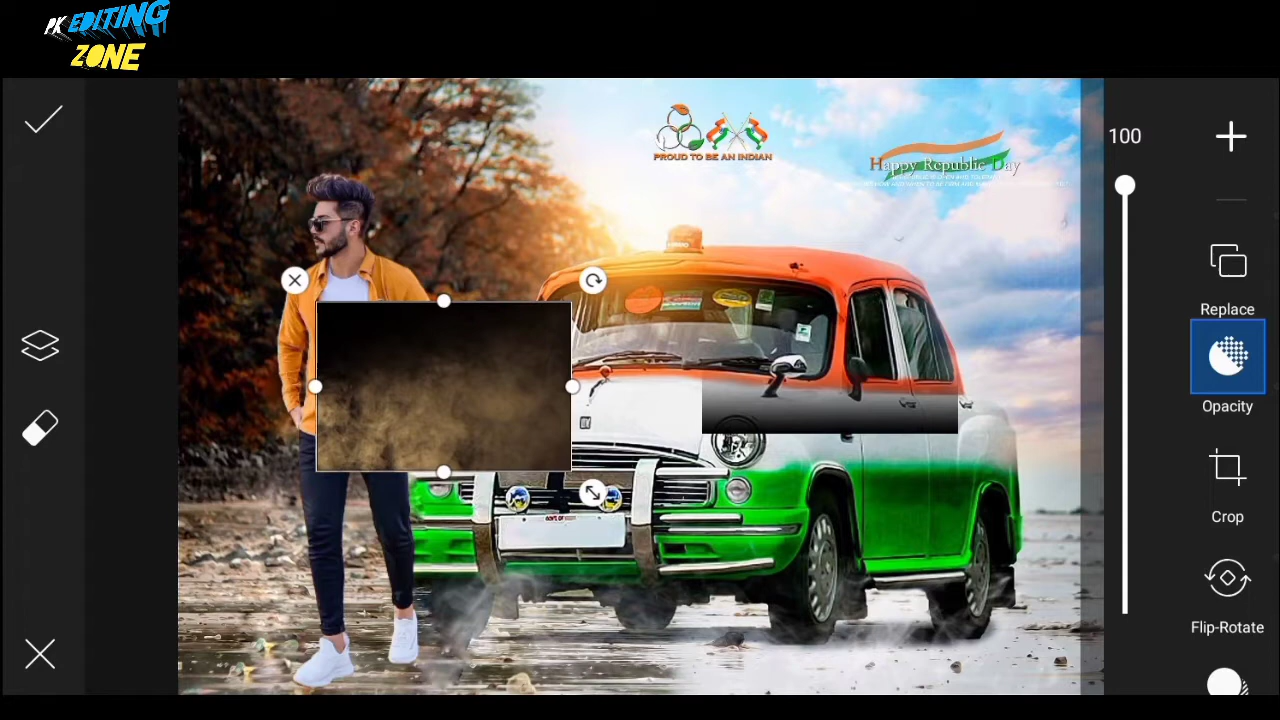 PK EDITING
ZONE
PROUD TO BE AN INDIAN
Happy Republic Day
100
Replace
Opacity
Crop
Flip-Rotate